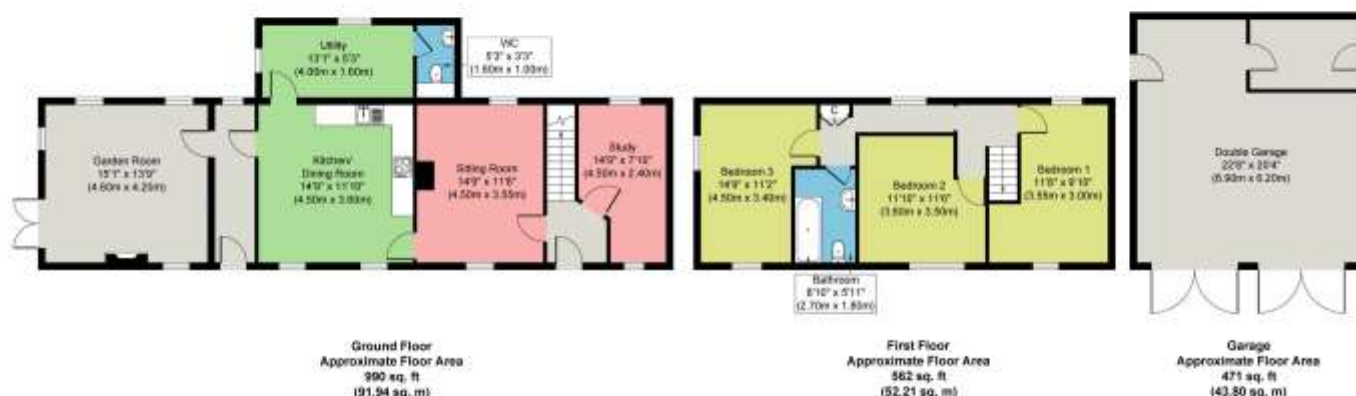 Utility
13'1" x 5'3"
(4.00m x 1.60m)
WC
5'3" x 3'3"
(1.60m x 1.00m)
Garden Room
15'1" x 13'9"
(4.60m x 4.20m)
Kitchen/
Dining Room
14'9" x 11'10"
(4.50m x 3.60m)
Sitting Room
14'9" x 11'8"
(4.50m x 3.55m)
Study
14'9" x 7'10"
(4.50m x 2.40m)
Ground Floor
Approximate Floor Area
990 sq. ft
(91.94 sq. m)
C
Bedroom 3
14'9" x 11'2"
(4.50m x 3.40m)
Bedroom 2
11'10" x 11'6"
(3.60m x 3.50m)
Bedroom 1
11'8" x 9'10"
(3.55m x 3.00m)
Bathroom
8'10" x 5'11"
(2.70m x 1.80m)
First Floor
Approximate Floor Area
562 sq. ft
(52.21 sq. m)
Double Garage
22'8" x 20'4"
(6.90m x 6.20m)
Garage
Approximate Floor Area
471 sq. ft
(43.80 sq. m)